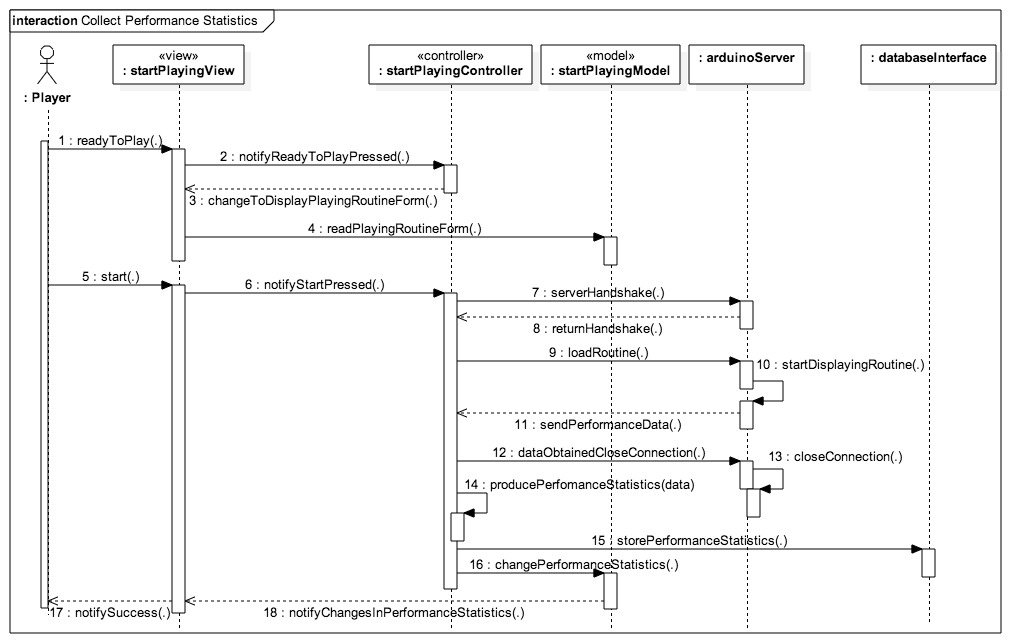 interaction Collect Performance Statistics
«view»
: startPlayingView
«controller»
: startPlayingController
«model»
: startPlayingModel
: arduinoServer
: databaseInterface
: Player
1 : readyToPlay(.)
2 : notifyReadyToPlayPressed(.)
3 : changeToDisplayPlayingRoutineForm(.)
4 : readPlayingRoutineForm(.)
5 : start(.)
6 : notifyStartPressed(.)
7 : serverHandshake(.)
8 : returnHandshake(.)
9 : loadRoutine(.)
10 : startDisplayingRoutine(.)
11 : sendPerformanceData(.)
12 : dataObtainedCloseConnection(.)
13 : closeConnection(.)
14 : producePerfomanceStatistics(data)
15 : storePerformanceStatistics(.)
16 : changePerformanceStatistics(.)
17 : notifySuccess(.)
18 : notifyChangesInPerformanceStatistics(.)